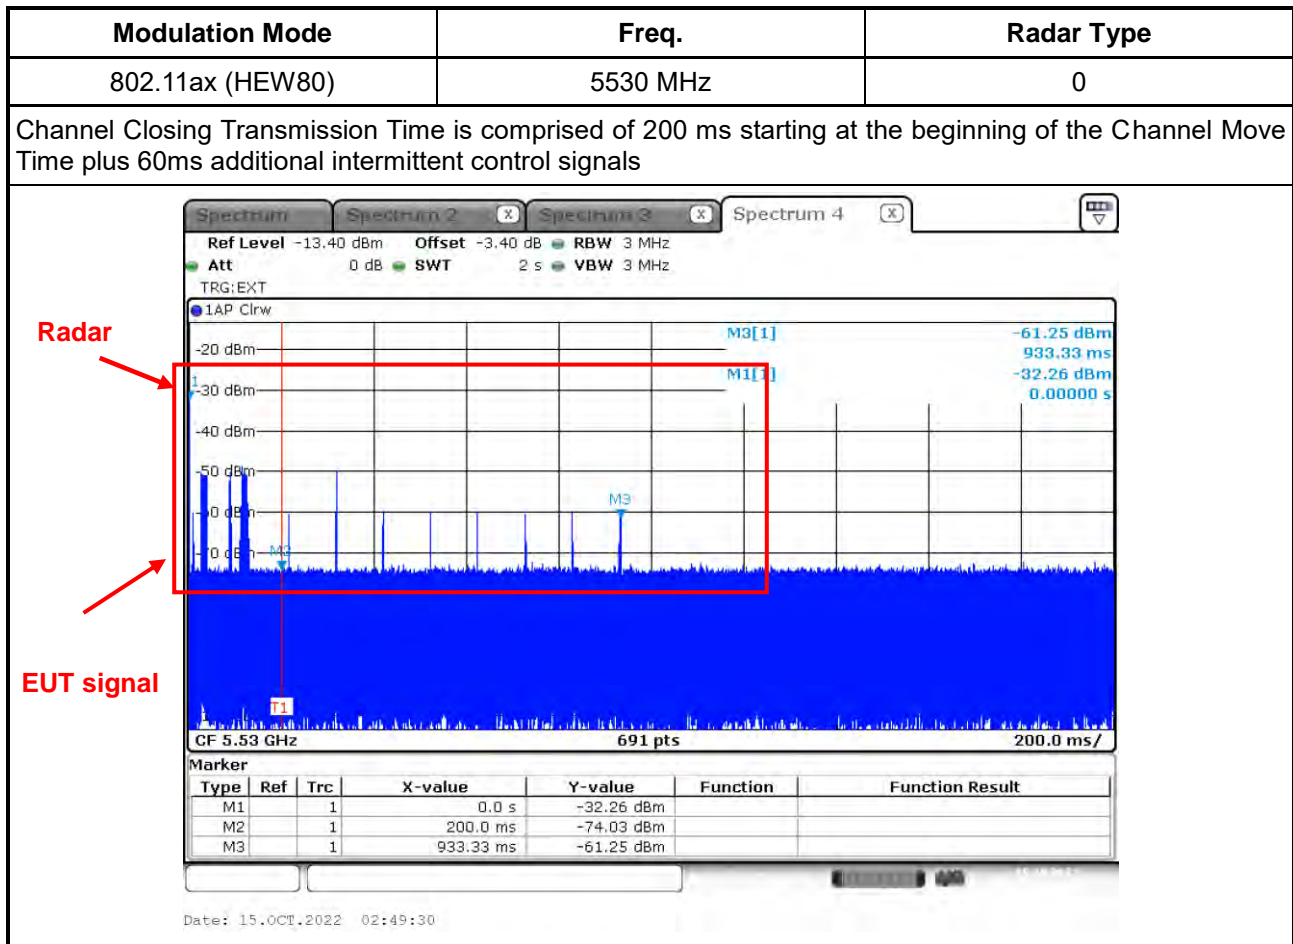 Modulation Mode Freq. Radar Type
802.11ax (HEW80) 5530 MHz 0
Channel Closing Transmission Time is comprised of 200 ms starting at the beginning of the Channel Move
Time plus 60ms additional intermittent control signals
Spectrum Spectrum 2 X Spectrum 3 X Spectrum 4 X
Ref Level -13.40 dBm Offset -3.40 dB RBW 3 MHz
Att 0 dB SWT 2 s VBW 3 MHz
TRG:EXT
1AP Clrw
Radar
M3[1] -61.25 dBm
-20 dBm 933.33 ms
M1[1] -32.26 dBm
-30 dBm 0.00000 s
-40 dBm
-50 dBm
M3
M2
EUT signal
T1
CF 5.53 GHz 691 pts 200.0 ms/
Marker
Type Ref Trc X-value Y-value Function Function Result
M1 1 0.0 s -32.26 dBm
M2 1 200.0 ms -74.03 dBm
M3 1 933.33 ms -61.25 dBm
Date: 15.OCT.2022 02:49:30